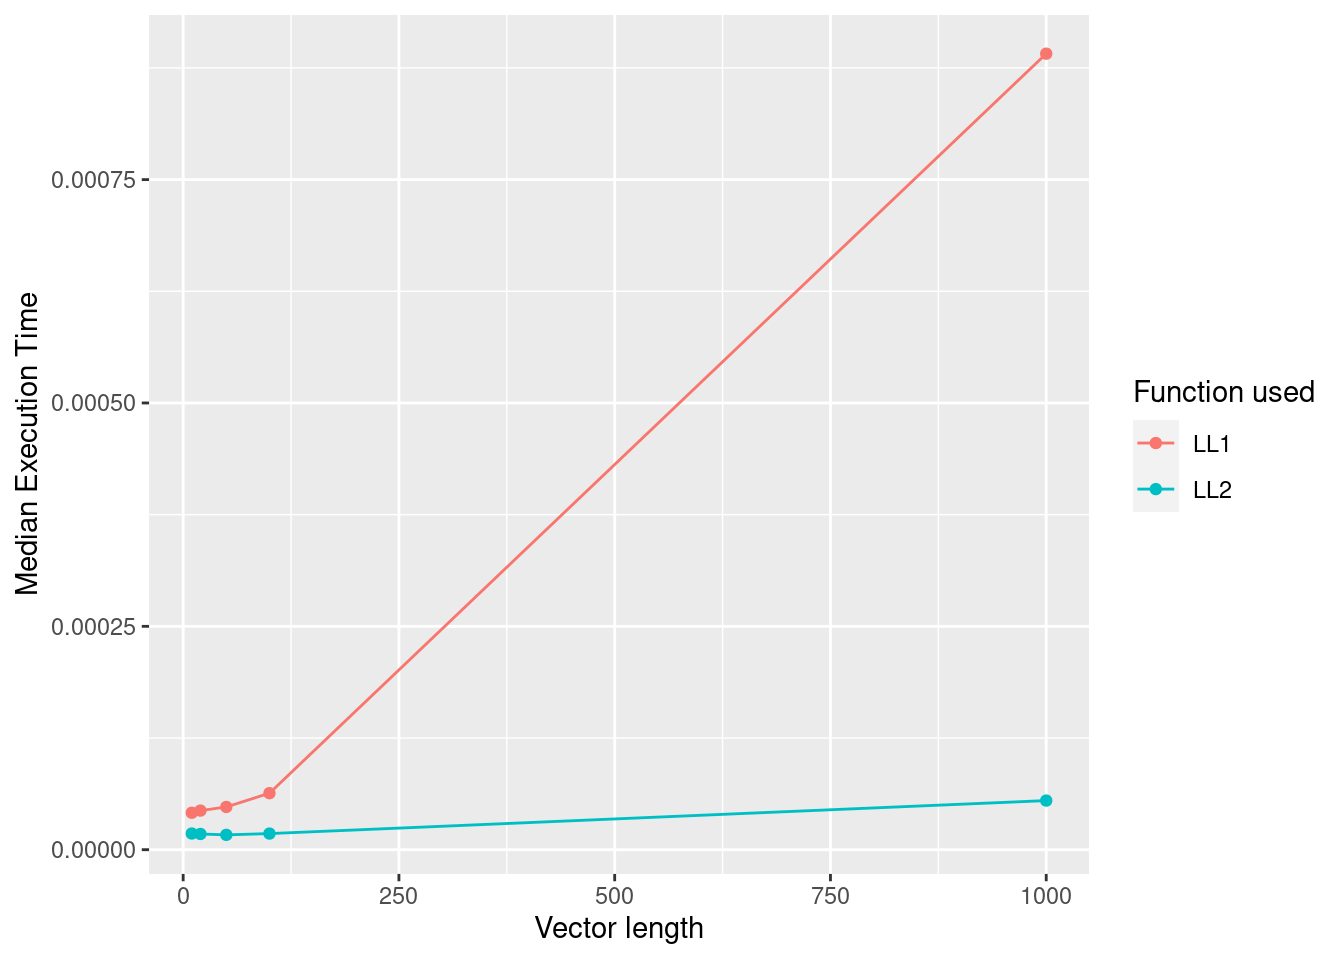 0.00075
0.00050
0.00025
0.00000
0 250 500 750 1000
Vector length
Median Execution Time
Function used
LL1
LL2